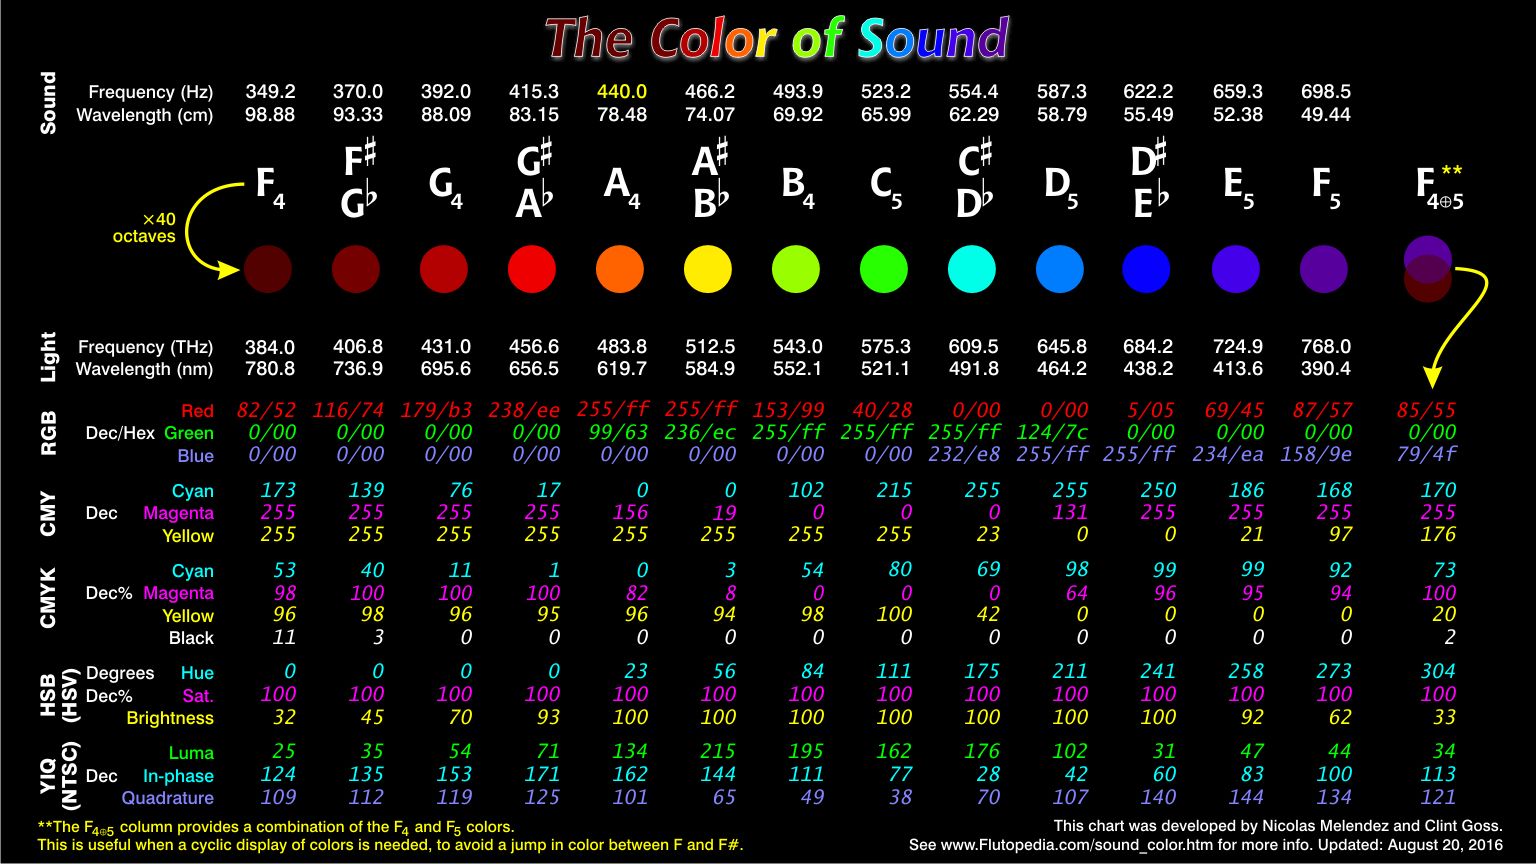 The Color of Sound
Sound
Frequency (Hz) 349.2 370.0 392.0 415.3 440.0 466.2 493.9 523.2 554.4 587.3 622.2 659.3 698.5
Wavelength (cm) 98.88 93.33 88.09 83.15 78.48 74.07 69.92 65.99 62.29 58.79 55.49 52.38 49.44
F♯ G♯ A♯ C♯ D♯
F4 G4 A4 B4 C5 D5 E5 F5 F4⊕5**
G♭ A♭ B♭ D♭ E♭
×40
octaves
Light
Frequency (THz) 384.0 406.8 431.0 456.6 483.8 512.5 543.0 575.3 609.5 645.8 684.2 724.9 768.0
Wavelength (nm) 780.8 736.9 695.6 656.5 619.7 584.9 552.1 521.1 491.8 464.2 438.2 413.6 390.4
RGB
Red 82/52 116/74 179/b3 238/ee 255/ff 255/ff 153/99 40/28 0/00 0/00 5/05 69/45 87/57 85/55
Dec/Hex Green 0/00 0/00 0/00 0/00 99/63 236/ec 255/ff 255/ff 255/ff 124/7c 0/00 0/00 0/00 0/00
Blue 0/00 0/00 0/00 0/00 0/00 0/00 0/00 0/00 232/e8 255/ff 255/ff 234/ea 158/9e 79/4f
CMY
Cyan 173 139 76 17 0 0 102 215 255 255 250 186 168 170
Dec Magenta 255 255 255 255 156 19 0 0 0 131 255 255 255 255
Yellow 255 255 255 255 255 255 255 255 23 0 0 21 97 176
CMYK
Cyan 53 40 11 1 0 3 54 80 69 98 99 99 92 73
Dec% Magenta 98 100 100 100 82 8 0 0 0 64 96 95 94 100
Yellow 96 98 96 95 96 94 98 100 42 0 0 0 0 20
Black 11 3 0 0 0 0 0 0 0 0 0 0 0 2
HSB
(HSV)
Degrees Hue 0 0 0 0 23 56 84 111 175 211 241 258 273 304
Dec% Sat. 100 100 100 100 100 100 100 100 100 100 100 100 100 100
Brightness 32 45 70 93 100 100 100 100 100 100 100 92 62 33
YIQ
(NTSC)
Luma 25 35 54 71 134 215 195 162 176 102 31 47 44 34
Dec In-phase 124 135 153 171 162 144 111 77 28 42 60 83 100 113
Quadrature 109 112 119 125 101 65 49 38 70 107 140 144 134 121
**The F4⊕5 column provides a combination of the F4 and F5 colors.
This is useful when a cyclic display of colors is needed, to avoid a jump in color between F and F#.
This chart was developed by Nicolas Melendez and Clint Goss.
See www.Flutopedia.com/sound_color.htm for more info. Updated: August 20, 2016